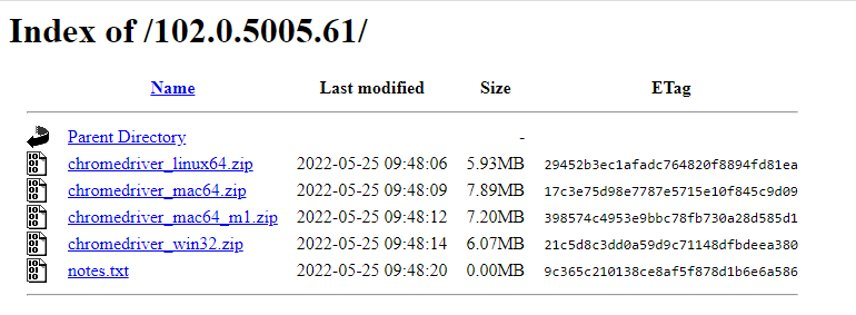 Index of /102.0.5005.61/
Name Last modified Size ETag
Parent Directory -
chromedriver_linux64.zip 2022-05-25 09:48:06 5.93MB 29452b3ec1afadc764820f8894fd81ea
chromedriver_mac64.zip 2022-05-25 09:48:09 7.89MB 17c3e75d98e7787e5715e10f845c9d09
chromedriver_mac64_m1.zip 2022-05-25 09:48:12 7.20MB 398574c4953e9bbc78fb730a28d585d1
chromedriver_win32.zip 2022-05-25 09:48:14 6.07MB 21c5d8c3dd0a59d9c71148dfbdeea380
notes.txt 2022-05-25 09:48:20 0.00MB 9c365c210138ce8af5f878d1b6e6a586